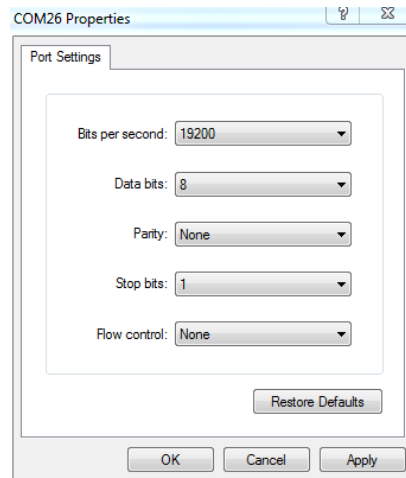 COM26 Properties
Port Settings
Bits per second: 19200
Data bits: 8
Parity: None
Stop bits: 1
Flow control: None
Restore Defaults
OK Cancel Apply